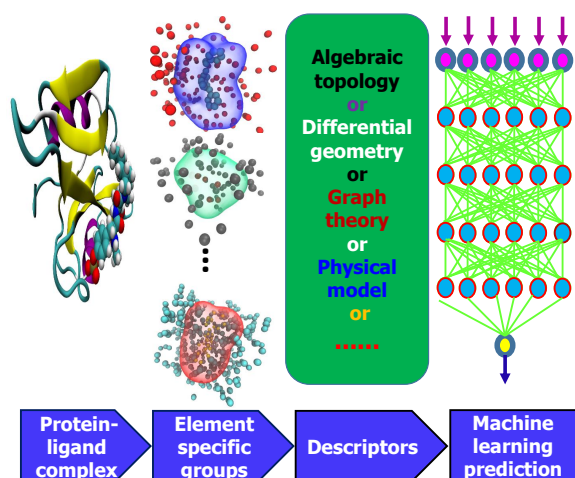 Algebraic
topology
or
Differential
geometry
or
Graph
theory
or
Physical
model
or
......
Protein-
ligand
complex
Element
specific
groups
Descriptors
Machine
learning
prediction